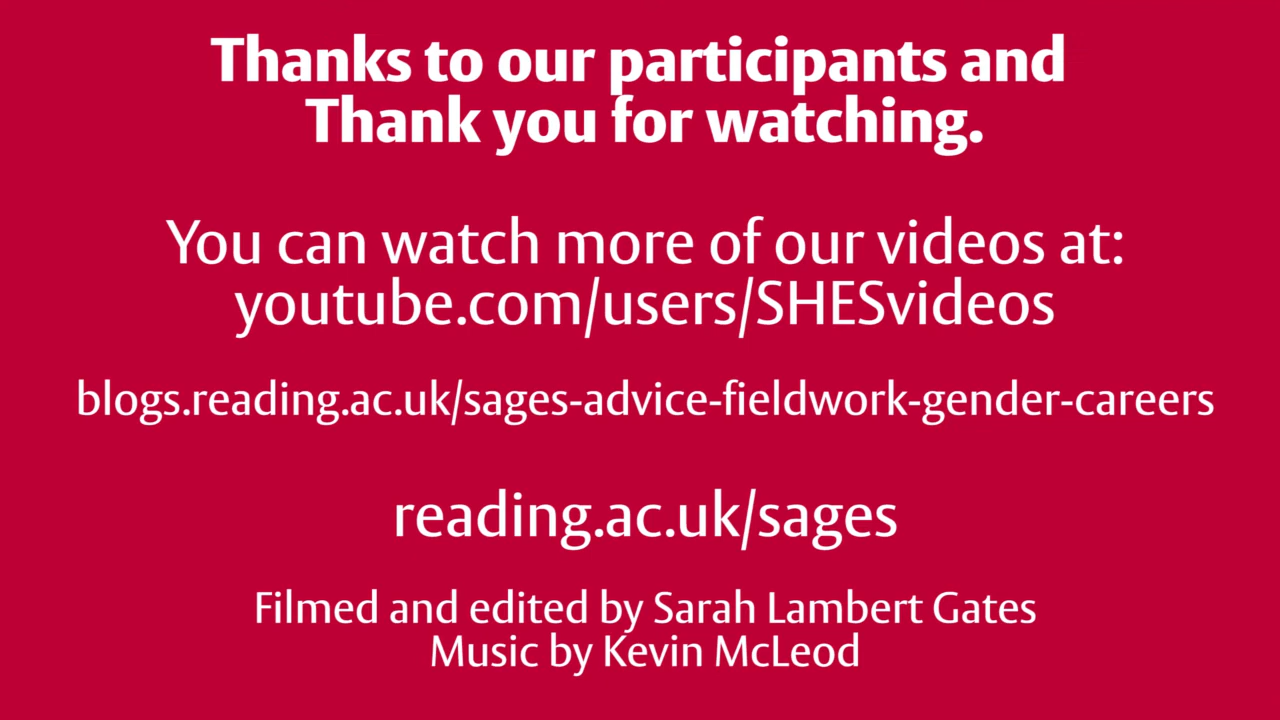 Thanks to our participants and
Thank you for watching.
You can watch more of our videos at:
youtube.com/users/SHESvideos
blogs.reading.ac.uk/sages-advice-fieldwork-gender-careers
reading.ac.uk/sages
Filmed and edited by Sarah Lambert Gates
Music by Kevin McLeod